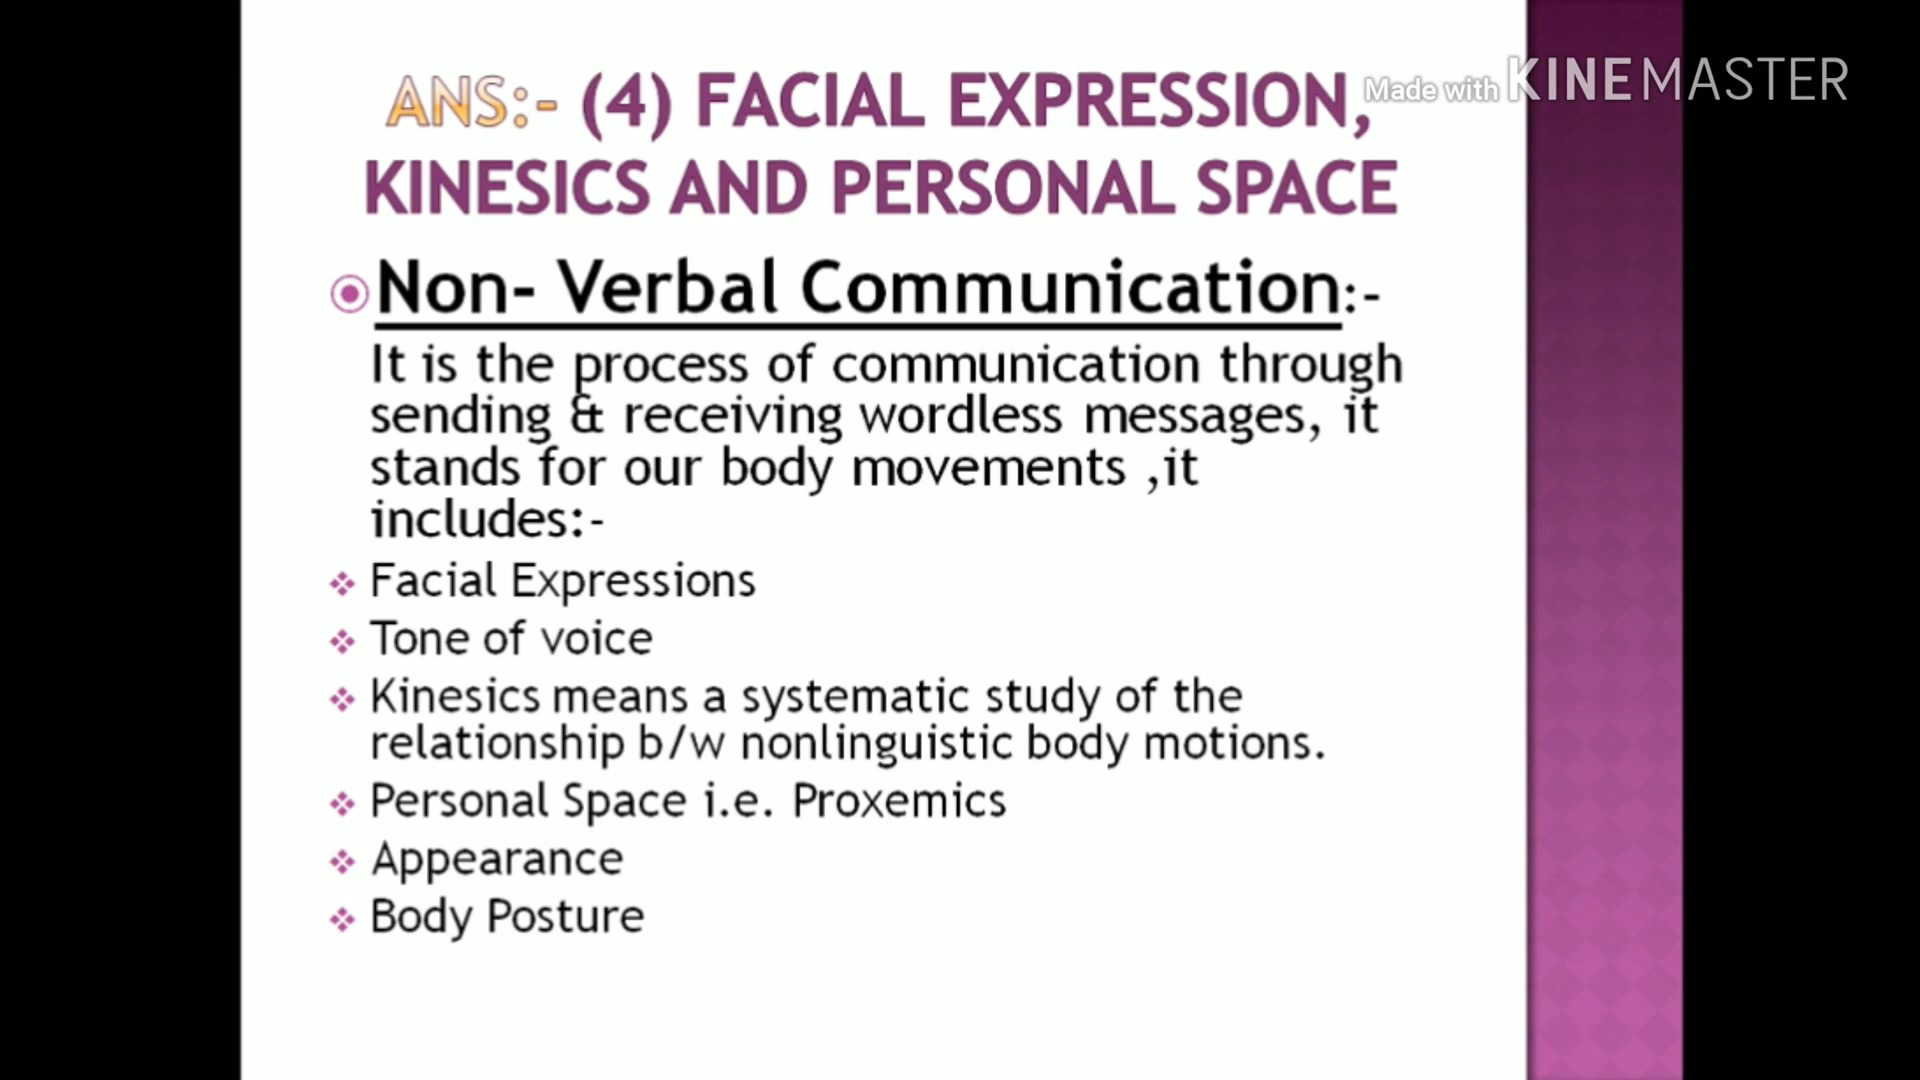 Made with KINEMASTER
ANS:- (4) FACIAL EXPRESSION,
KINESICS AND PERSONAL SPACE
Non- Verbal Communication:-
It is the process of communication through
sending & receiving wordless messages, it
stands for our body movements ,it
includes:-
Facial Expressions
Tone of voice
Kinesics means a systematic study of the
relationship b/w nonlinguistic body motions.
Personal Space i.e. Proxemics
Appearance
Body Posture